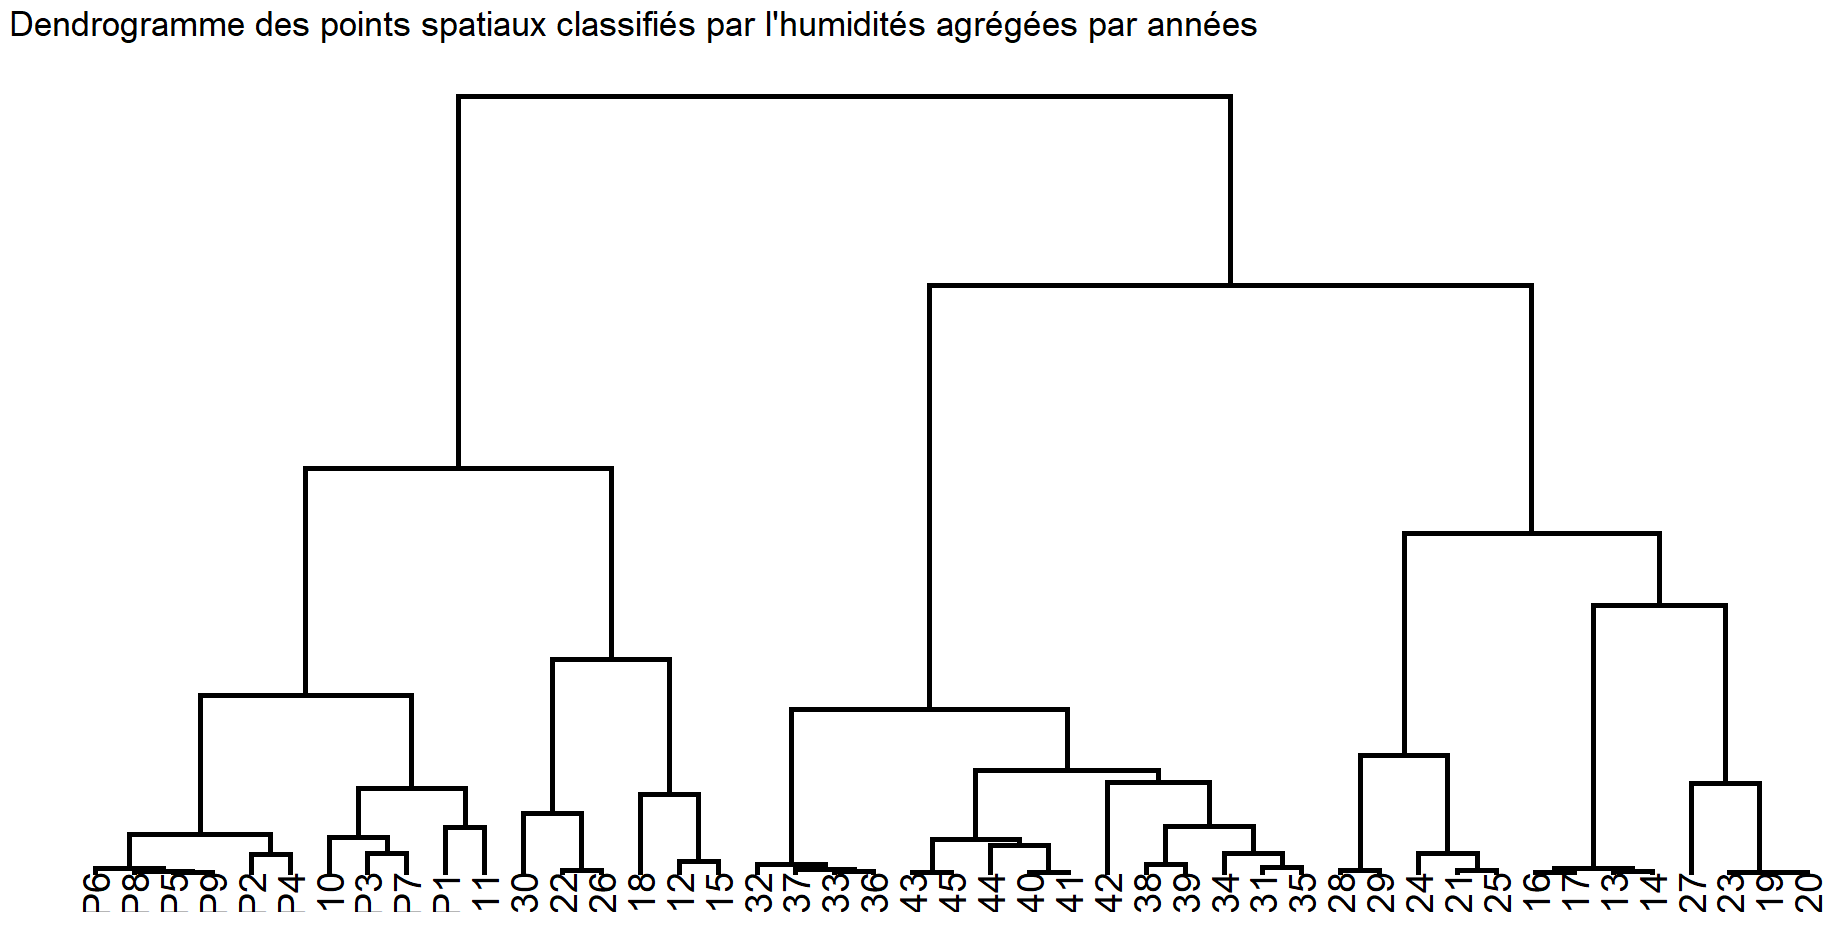 Dendrogramme des points spatiaux classifiés par l'humidités agrégées par années
P6 P8 P5 P9 P2 P4 10 P3 P7 P1 11 30 22 26 18 12 15 32 37 33 36 43 45 44 40 41 42 38 39 34 31 35 28 29 24 21 25 16 17 13 14 27 23 19 20